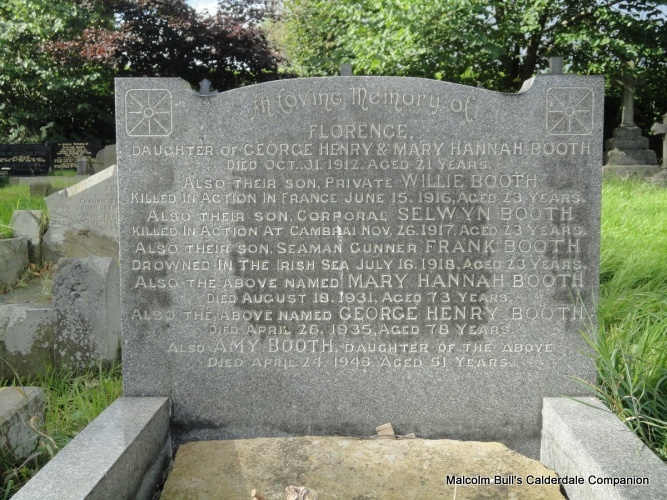 In Loving Memory of
FLORENCE,
DAUGHTER OF GEORGE HENRY & MARY HANNAH BOOTH
DIED OCT. 31. 1912, AGED 21 YEARS.
ALSO THEIR SON, PRIVATE WILLIE BOOTH
KILLED IN ACTION IN FRANCE JUNE 15. 1916, AGED 23 YEARS.
ALSO THEIR SON, CORPORAL SELWYN BOOTH
KILLED IN ACTION AT CAMBRAI NOV. 26. 1917, AGED 23 YEARS.
ALSO THEIR SON, SEAMAN GUNNER FRANK BOOTH
DROWNED IN THE IRISH SEA JULY 16. 1918, AGED 23 YEARS.
ALSO THE ABOVE NAMED MARY HANNAH BOOTH
DIED AUGUST 18. 1931, AGED 73 YEARS.
ALSO THE ABOVE NAMED GEORGE HENRY BOOTH
DIED APRIL 26, 1935, AGED 78 YEARS.
ALSO AMY BOOTH, DAUGHTER OF THE ABOVE
DIED APRIL 24, 1948, AGED 51 YEARS.
Malcolm Bull's Calderdale Companion